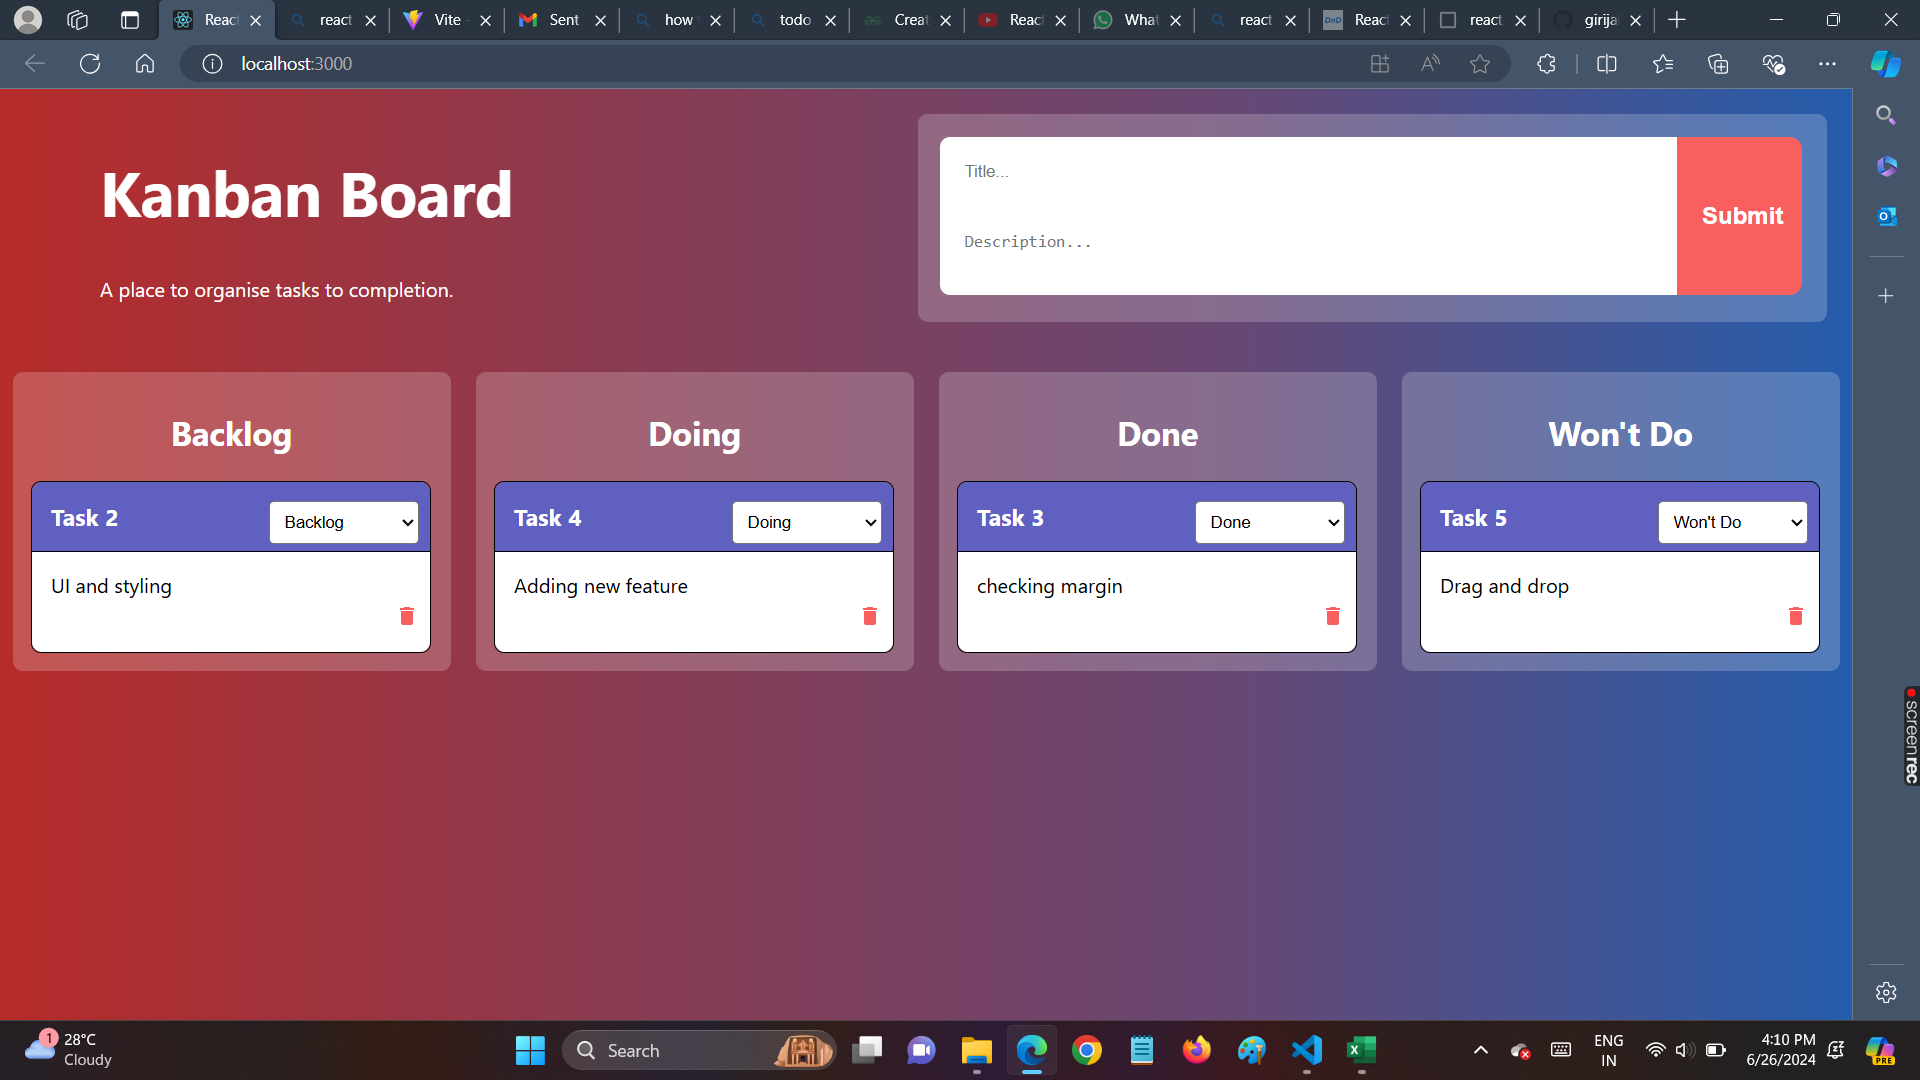 React
react
Vite -
Sent
how
todo
Creat
React
What
react
DnD
React
react
girija
localhost:3000
Kanban Board
A place to organise tasks to completion.
Title...
Description...
Submit
Backlog
Doing
Done
Won't Do
Task 2
Backlog
UI and styling
Task 4
Doing
Adding new feature
Task 3
Done
checking margin
Task 5
Won't Do
Drag and drop
screenrec
1
28°C
Cloudy
Search
ENG
IN
4:10 PM
6/26/2024
PRE